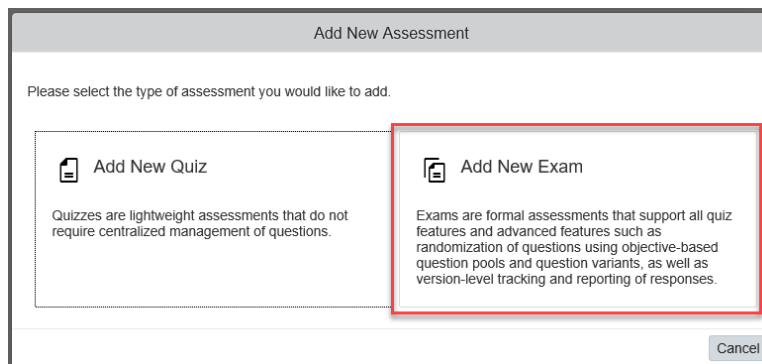 Add New Assessment
Please select the type of assessment you would like to add.
Add New Quiz
Quizzes are lightweight assessments that do not
require centralized management of questions.
Add New Exam
Exams are formal assessments that support all quiz
features and advanced features such as
randomization of questions using objective-based
question pools and question variants, as well as
version-level tracking and reporting of responses.
Cancel